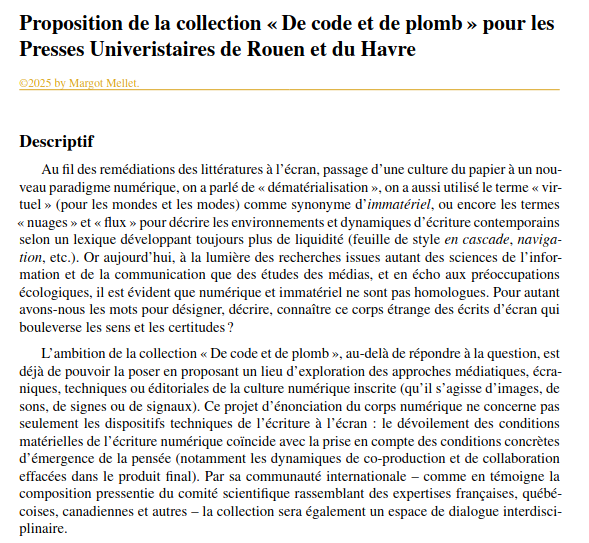 Proposition de la collection « De code et de plomb » pour les
Presses Univeristaires de Rouen et du Havre
©2025 by Margot Mellet.
Descriptif
Au fil des remédiations des littératures à l'écran, passage d'une culture du papier à un nou-
veau paradigme numérique, on a parlé de « dématérialisation », on a aussi utilisé le terme « vir-
tuel » (pour les mondes et les modes) comme synonyme d'immatériel, ou encore les termes
« nuages » et « flux » pour décrire les environnements et dynamiques d'écriture contemporains
selon un lexique développant toujours plus de liquidité (feuille de style en cascade, naviga-
tion, etc.). Or aujourd'hui, à la lumière des recherches issues autant des sciences de l'infor-
mation et de la communication que des études des médias, et en écho aux préoccupations
écologiques, il est évident que numérique et immatériel ne sont pas homologues. Pour autant
avons-nous les mots pour désigner, décrire, connaître ce corps étrange des écrits d'écran qui
bouleverse les sens et les certitudes ?
L'ambition de la collection « De code et de plomb », au-delà de répondre à la question, est
déjà de pouvoir la poser en proposant un lieu d'exploration des approches médiatiques, écra-
niques, techniques ou éditoriales de la culture numérique inscrite (qu'il s'agisse d'images, de
sons, de signes ou de signaux). Ce projet d'énonciation du corps numérique ne concerne pas
seulement les dispositifs techniques de l'écriture à l'écran : le dévoilement des conditions
matérielles de l'écriture numérique coïncide avec la prise en compte des conditions concrètes
d'émergence de la pensée (notamment les dynamiques de co-production et de collaboration
effacées dans le produit final). Par sa communauté internationale – comme en témoigne la
composition pressentie du comité scientifique rassemblant des expertises françaises, québé-
coises, canadiennes et autres – la collection sera également un espace de dialogue interdisci-
plinaire.